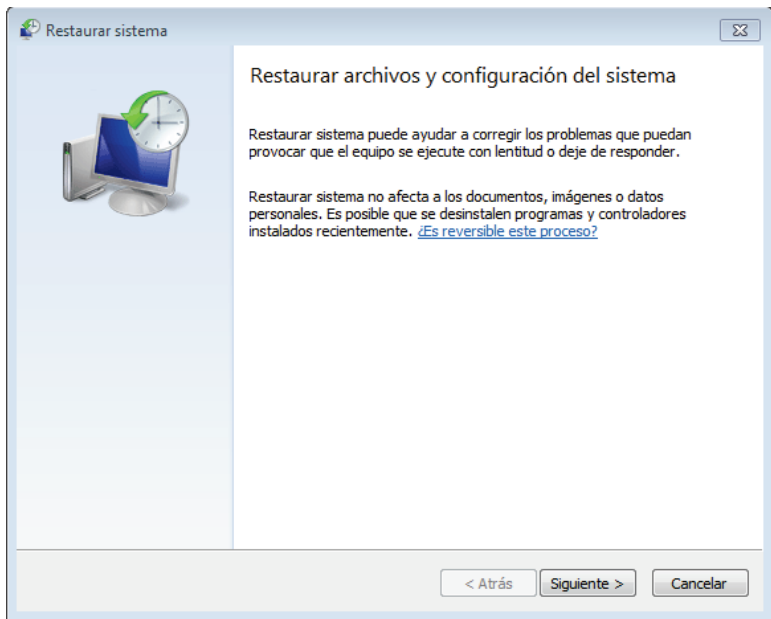 Restaurar sistema
Restaurar archivos y configuración del sistema
Restaurar sistema puede ayudar a corregir los problemas que puedan
provocar que el equipo se ejecute con lentitud o deje de responder.
Restaurar sistema no afecta a los documentos, imágenes o datos
personales. Es posible que se desinstalen programas y controladores
instalados recientemente. ¿Es reversible este proceso?
< Atrás Siguiente > Cancelar